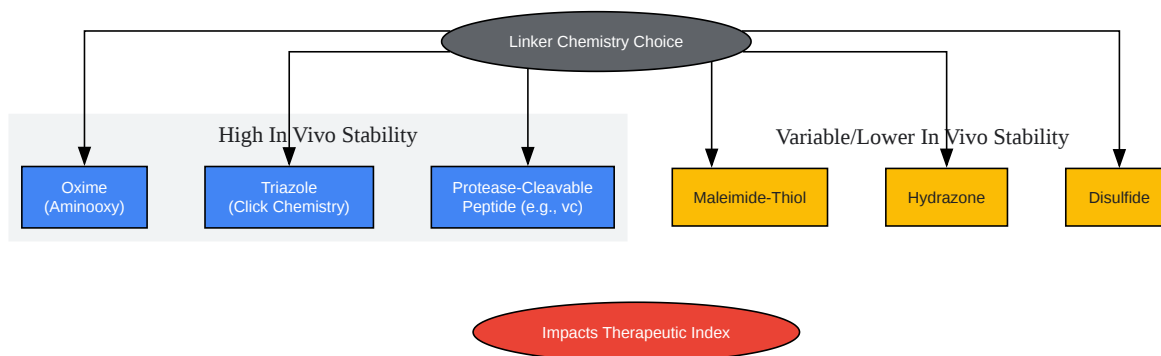 Linker Chemistry Choice
High In Vivo Stability
Variable/Lower In Vivo Stability
Oxime
(Aminooxy)
Triazole
(Click Chemistry)
Protease-Cleavable
Peptide (e.g., vc)
Maleimide-Thiol
Hydrazone
Disulfide
Impacts Therapeutic Index